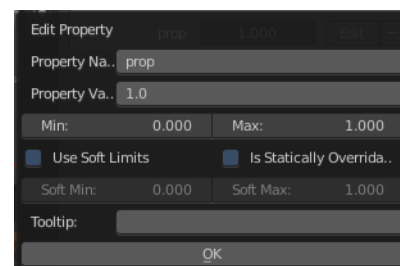 Edit Property
prop 1.000 Edit
Property Na.. prop
Property Va.. 1.0
Min: 0.000 Max: 1.000
Use Soft Limits Is Statically Overrida..
Soft Min: 0.000 Soft Max: 1.000
Tooltip:
OK